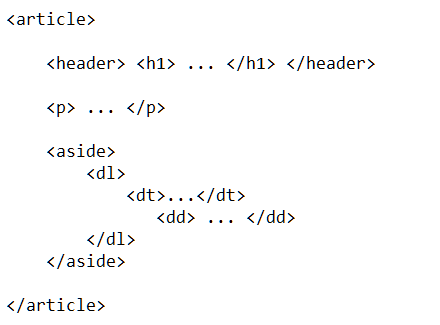 <article>
<header> <h1> ... </h1> </header>
<p> ... </p>
<aside>
<dl>
<dt>...</dt>
<dd> ... </dd>
</dl>
</aside>
</article>